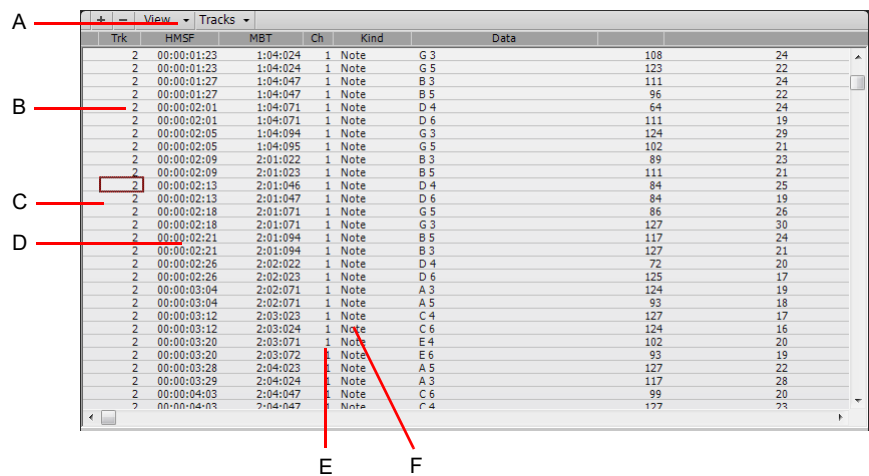 A + − View Tracks
Trk HMSF MBT Ch Kind Data
2 00:00:01:23 1:04:024 1 Note G 3 108 24
2 00:00:01:23 1:04:024 1 Note G 5 123 22
2 00:00:01:27 1:04:047 1 Note B 3 111 24
2 00:00:01:27 1:04:047 1 Note B 5 96 22
B 2 00:00:02:01 1:04:071 1 Note D 4 64 24
2 00:00:02:01 1:04:071 1 Note D 6 111 19
2 00:00:02:05 1:04:094 1 Note G 3 124 29
2 00:00:02:05 1:04:095 1 Note G 5 102 21
2 00:00:02:09 2:01:022 1 Note B 3 89 23
2 00:00:02:09 2:01:023 1 Note B 5 111 21
2 00:00:02:13 2:01:046 1 Note D 4 84 25
C 2 00:00:02:13 2:01:047 1 Note D 6 84 19
2 00:00:02:18 2:01:071 1 Note G 5 86 26
2 00:00:02:18 2:01:071 1 Note G 3 127 30
D 2 00:00:02:21 2:01:094 1 Note B 5 117 24
2 00:00:02:21 2:01:094 1 Note B 3 127 21
2 00:00:02:26 2:02:022 1 Note D 4 72 20
2 00:00:02:26 2:02:023 1 Note D 6 125 17
2 00:00:03:04 2:02:071 1 Note A 3 124 19
2 00:00:03:04 2:02:071 1 Note A 5 93 18
2 00:00:03:12 2:03:023 1 Note C 4 127 17
2 00:00:03:12 2:03:024 1 Note C 6 124 16
2 00:00:03:20 2:03:071 1 Note E 4 102 20
2 00:00:03:20 2:03:072 1 Note E 6 93 19
2 00:00:03:28 2:04:023 1 Note A 5 127 22
2 00:00:03:29 2:04:024 1 Note A 3 117 28
2 00:00:04:03 2:04:047 1 Note C 6 99 20
2 00:00:04:03 2:04:047 1 Note C 4 127 23
E F